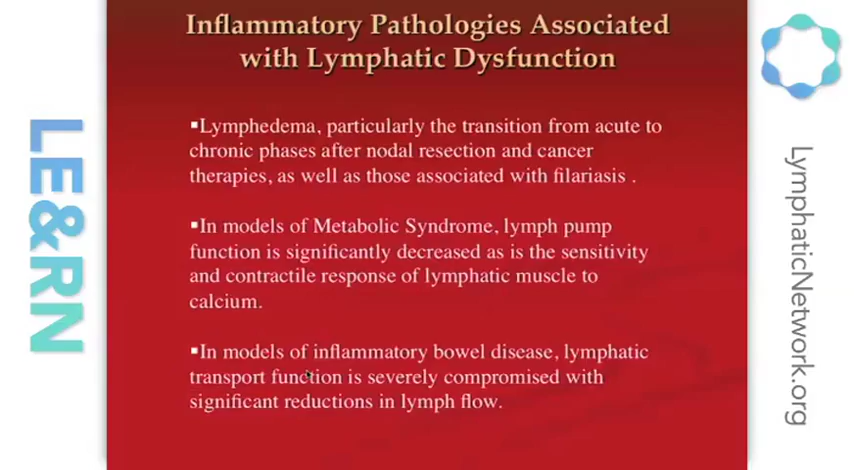 Inflammatory Pathologies Associated
with Lymphatic Dysfunction
▪Lymphedema, particularly the transition from acute to
chronic phases after nodal resection and cancer
therapies, as well as those associated with filariasis .
▪In models of Metabolic Syndrome, lymph pump
function is significantly decreased as is the sensitivity
and contractile response of lymphatic muscle to
calcium.
▪In models of inflammatory bowel disease, lymphatic
transport function is severely compromised with
significant reductions in lymph flow.
LE&RN
LymphaticNetwork.org